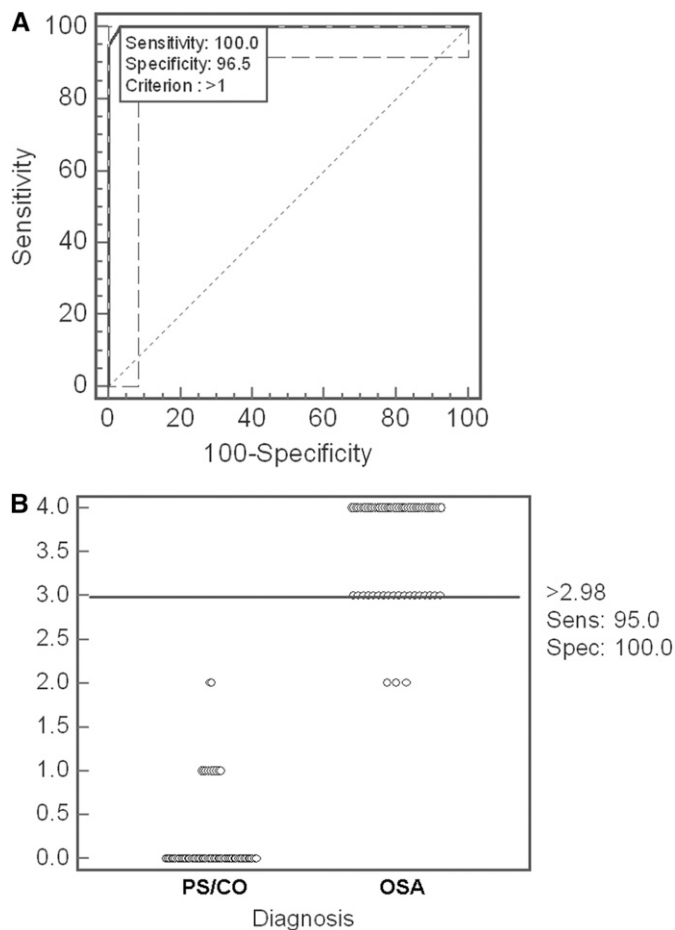 A
100
80
60
40
20
0
Sensitivity
Sensitivity: 100.0
Specificity: 96.5
Criterion : >1
0 20 40 60 80 100
100-Specificity
B
4.0
3.5
3.0
2.5
2.0
1.5
1.0
0.5
0.0
>2.98
Sens: 95.0
Spec: 100.0
PS/CO OSA
Diagnosis